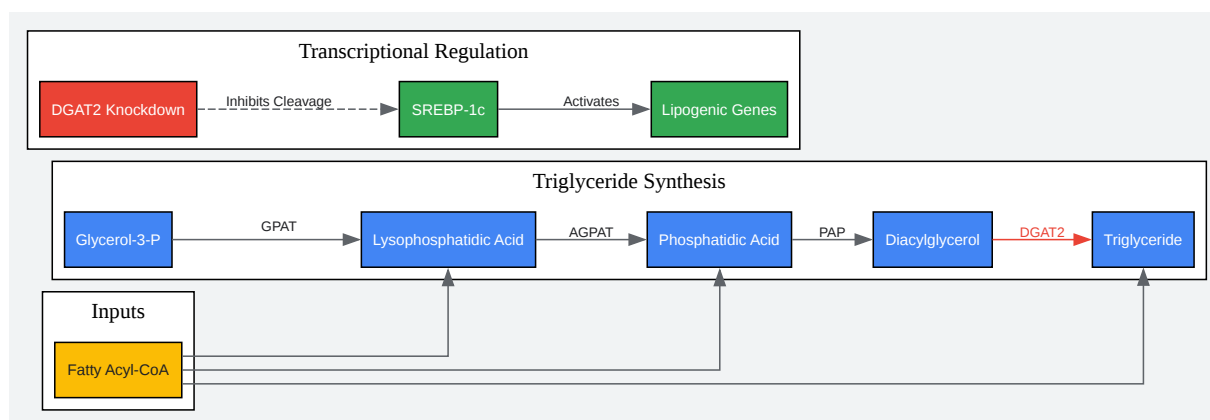 Transcriptional Regulation
DGAT2 Knockdown
Inhibits Cleavage
SREBP-1c
Activates
Lipogenic Genes
Triglyceride Synthesis
Glycerol-3-P
GPAT
Lysophosphatidic Acid
AGPAT
Phosphatidic Acid
PAP
Diacylglycerol
DGAT2
Triglyceride
Inputs
Fatty Acyl-CoA